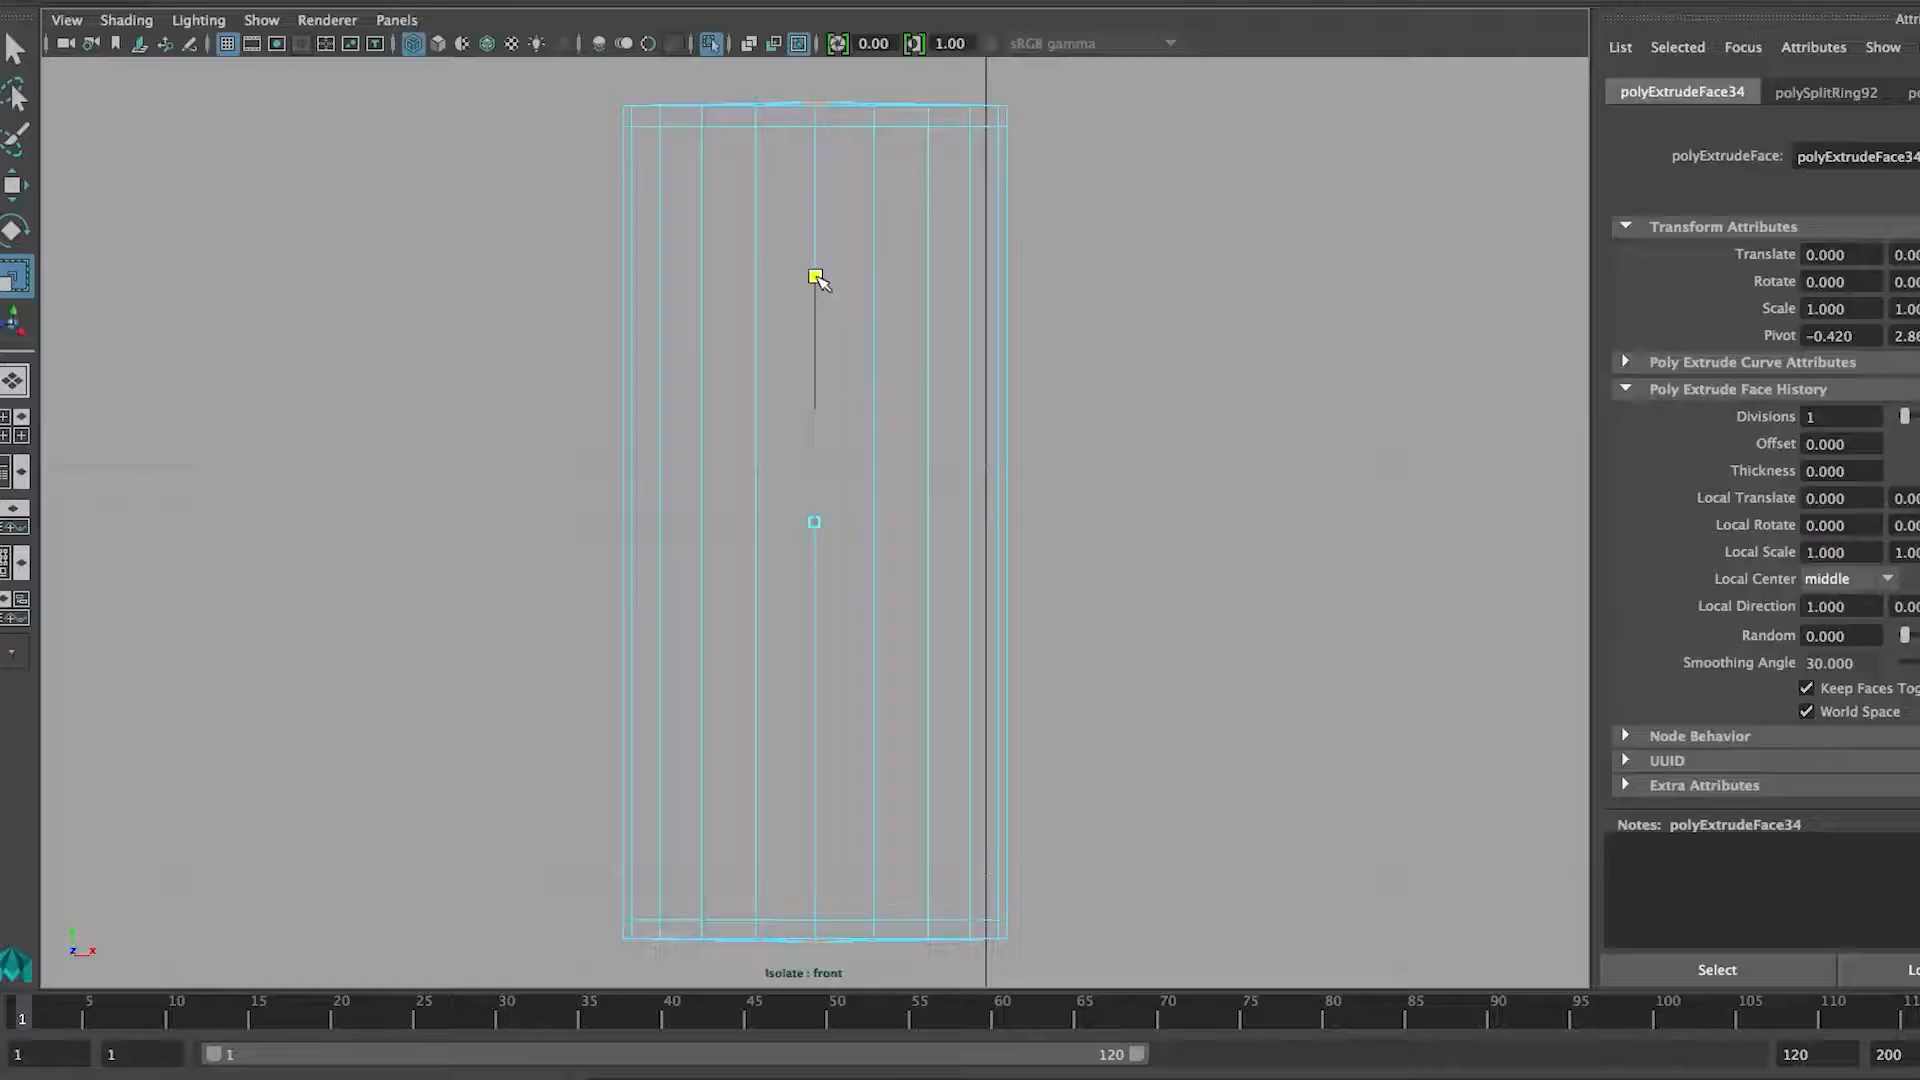 View Shading Lighting Show Renderer Panels
0.00 1.00 sRGB gamma
List Selected Focus Attributes Show
polyExtrudeFace34 polySplitRing92
polyExtrudeFace: polyExtrudeFace34
Transform Attributes
Translate 0.000
Rotate 0.000
Scale 1.000
Pivot -0.420
Poly Extrude Curve Attributes
Poly Extrude Face History
Divisions 1
Offset 0.000
Thickness 0.000
Local Translate 0.000
Local Rotate 0.000
Local Scale 1.000
Local Center middle
Local Direction 1.000
Random 0.000
Smoothing Angle 30.000
Keep Faces Tog
World Space
Node Behavior
UUID
Extra Attributes
Notes: polyExtrudeFace34
Select
z x
Isolate : front
1 5 10 15 20 25 30 35 40 45 50 55 60 65 70 75 80 85 90 95 100 105 110
1 1 1 120 120 200